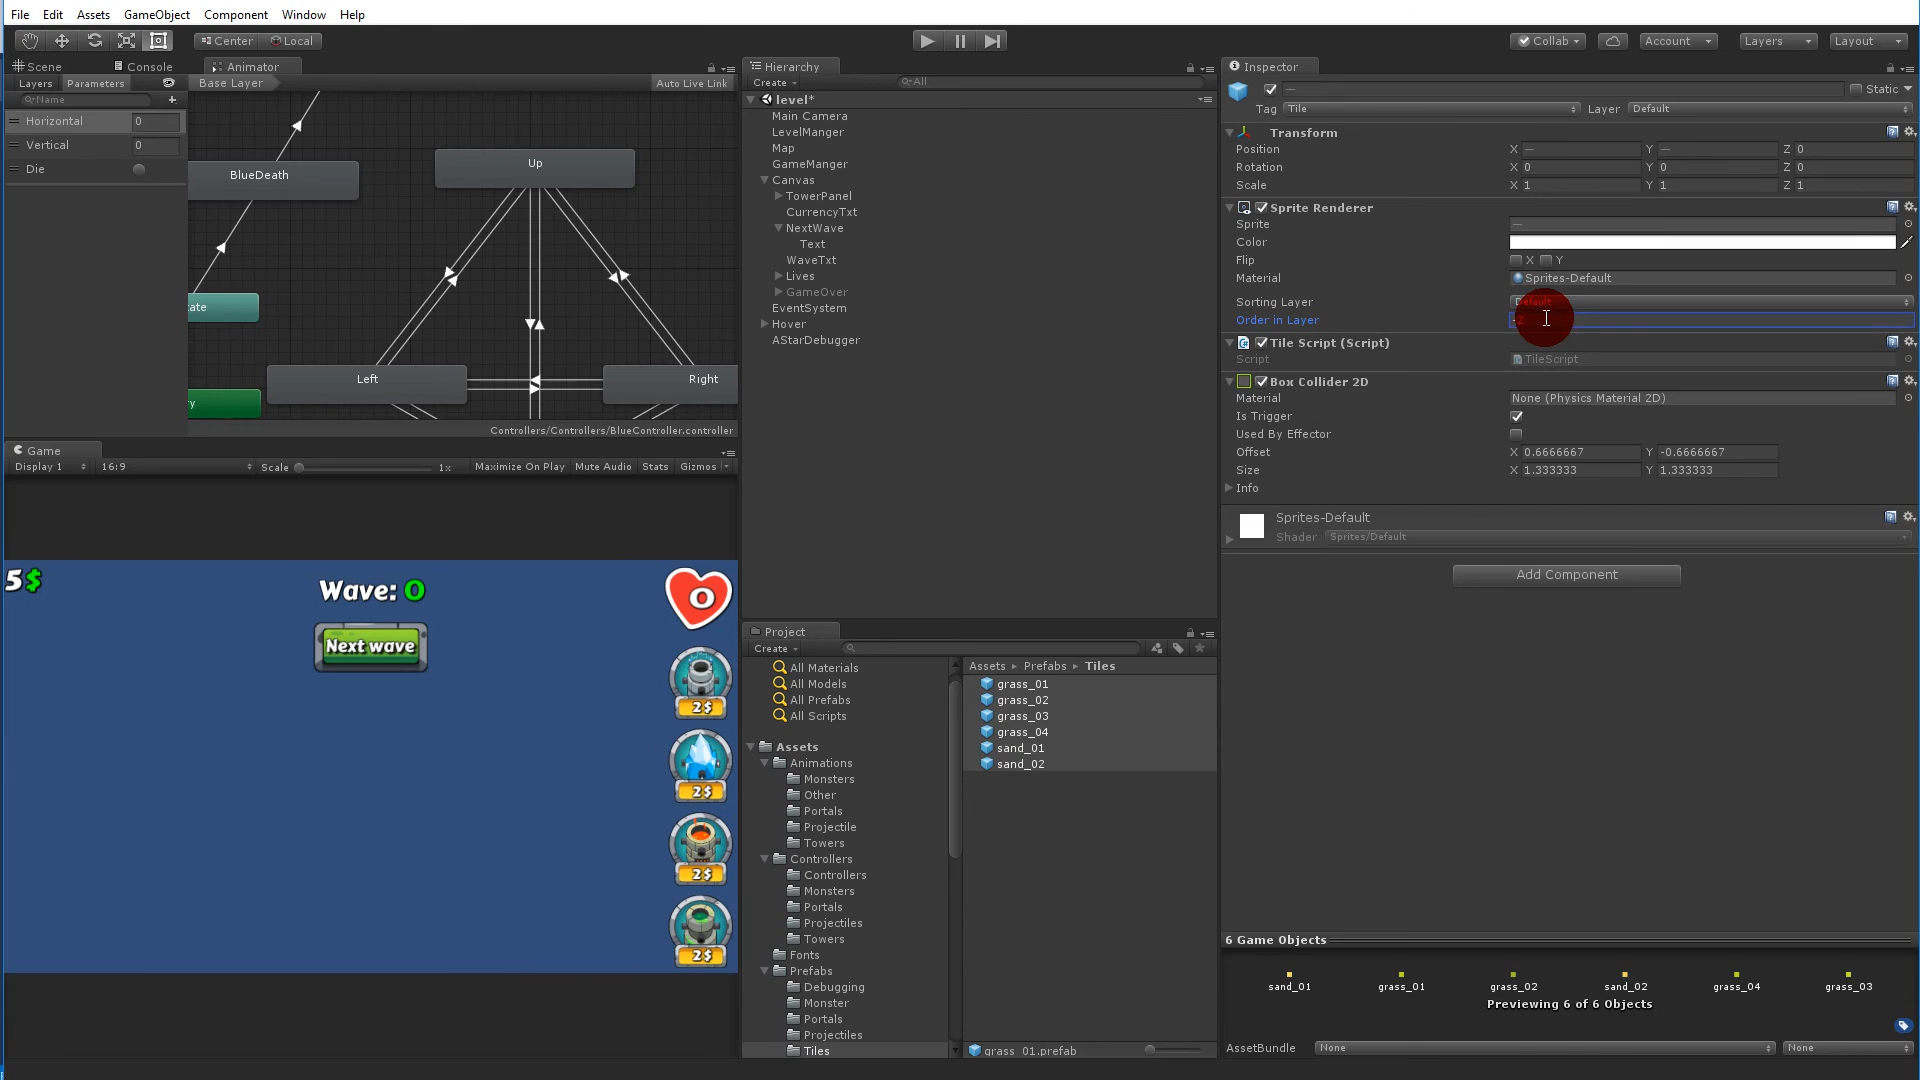 File Edit Assets GameObject Component Window Help
Center Local
Collab Account Layers Layout
Scene Console Animator
Layers Parameters Base Layer Auto Live Link
Name
Horizontal 0
Vertical 0
Die
BlueDeath
Up
Left
Right
Controllers/Controllers/BlueController.controller
Game
Display 1 16:9 Scale 1x Maximize On Play Mute Audio Stats Gizmos
5$
Wave: 0
0
Next wave
2$
2$
2$
2$
Hierarchy
Create All
level*
Main Camera
LevelManger
Map
GameManger
Canvas
TowerPanel
CurrencyTxt
NextWave
Text
WaveTxt
Lives
GameOver
EventSystem
Hover
AStarDebugger
Project
Create
All Materials
All Models
All Prefabs
All Scripts
Assets
Animations
Monsters
Other
Portals
Projectile
Towers
Controllers
Controllers
Monsters
Portals
Projectiles
Towers
Fonts
Prefabs
Debugging
Monster
Portals
Projectiles
Tiles
Assets Prefabs Tiles
grass_01
grass_02
grass_03
grass_04
sand_01
sand_02
grass_01.prefab
Inspector
— Static
Tag Tile Layer Default
Transform
Position X — Y — Z 0
Rotation X 0 Y 0 Z 0
Scale X 1 Y 1 Z 1
Sprite Renderer
Sprite —
Color
Flip X Y
Material Sprites-Default
Sorting Layer Default
Order in Layer
Tile Script (Script)
Script TileScript
Box Collider 2D
Material None (Physics Material 2D)
Is Trigger
Used By Effector
Offset X 0.6666667 Y -0.6666667
Size X 1.333333 Y 1.333333
Info
Sprites-Default
Shader Sprites/Default
Add Component
6 Game Objects
sand_01 grass_01 grass_02 sand_02 grass_04 grass_03
Previewing 6 of 6 Objects
AssetBundle None None